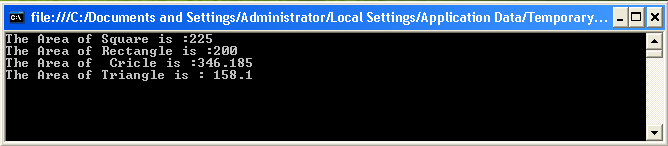 file:///C:/Documents and Settings/Administrator/Local Settings/Application Data/Temporary...
The Area of Square is :225
The Area of Rectangle is :200
The Area of  Cricle is :346.185
The Area of Triangle is : 158.1